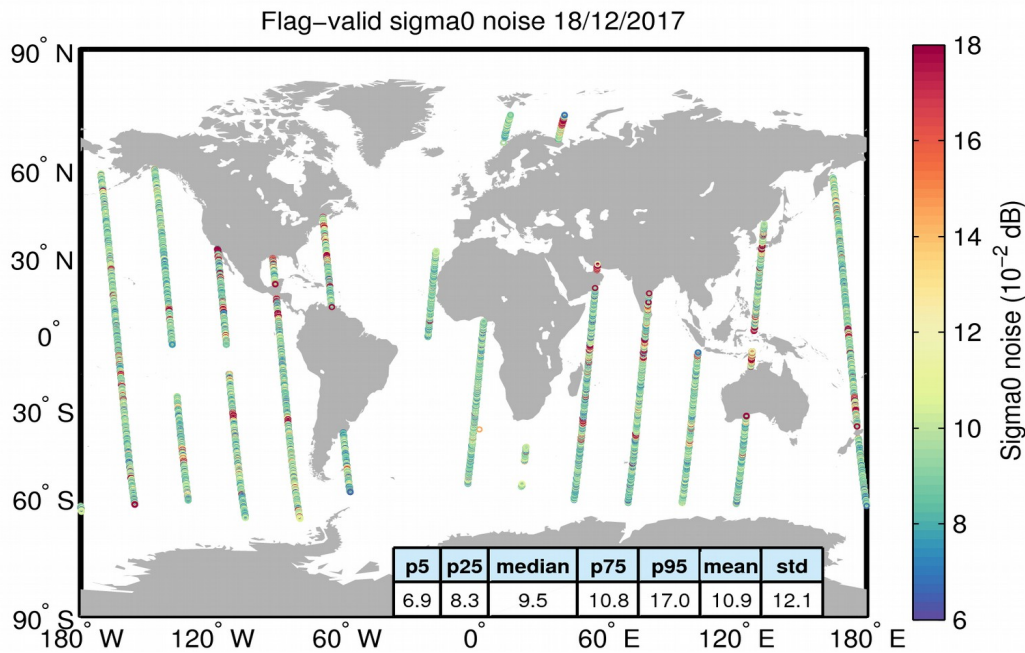 Flag−valid sigma0 noise 18/12/2017
90° N
60° N
30° N
0°
30° S
60° S
90° S
180° W
120° W
60° W
0°
60° E
120° E
180° E
p5 p25 median p75 p95 mean std
6.9 8.3 9.5 10.8 17.0 10.9 12.1
18
16
14
12
10
8
6
Sigma0 noise (10⁻² dB)